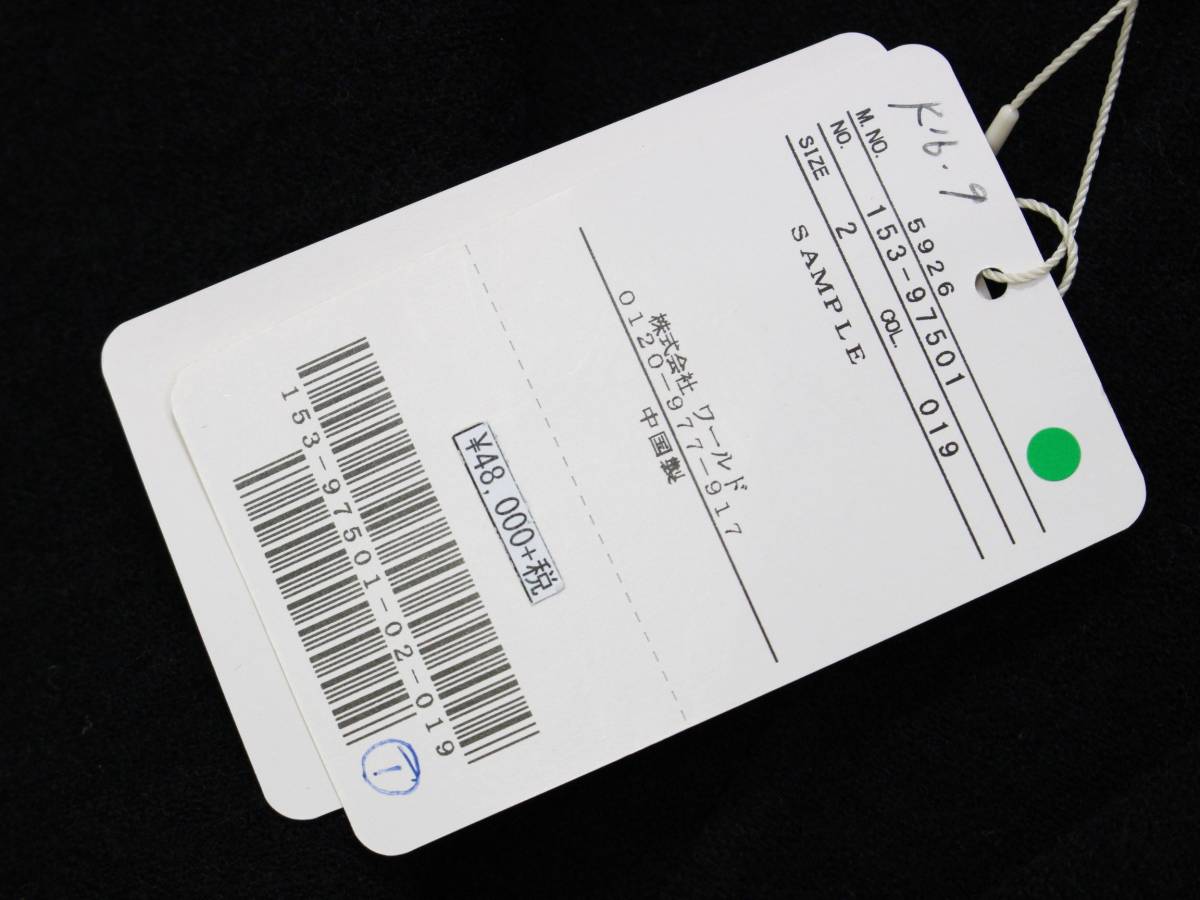 K16.9
M.NO. 5926
NO. 153-97501
SIZE 2 COL. 019
SAMPLE
株式会社 ワールド
0120-977-917
中国製
¥48,000+税
153-97501-02-019